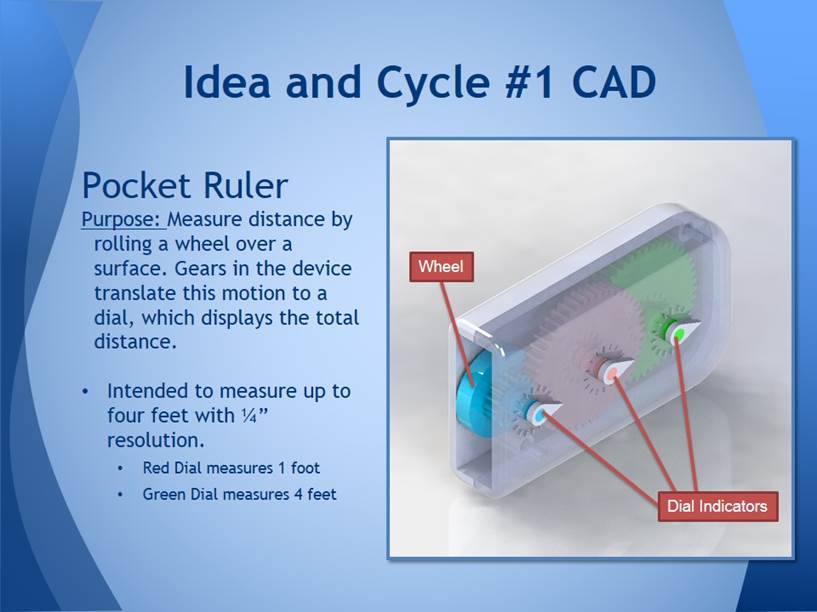 Idea and Cycle #1 CAD
Pocket Ruler
Purpose: Measure distance by
rolling a wheel over a
surface. Gears in the device
translate this motion to a
dial, which displays the total
distance.
• Intended to measure up to
four feet with ¼”
resolution.
• Red Dial measures 1 foot
• Green Dial measures 4 feet
Wheel
Dial Indicators